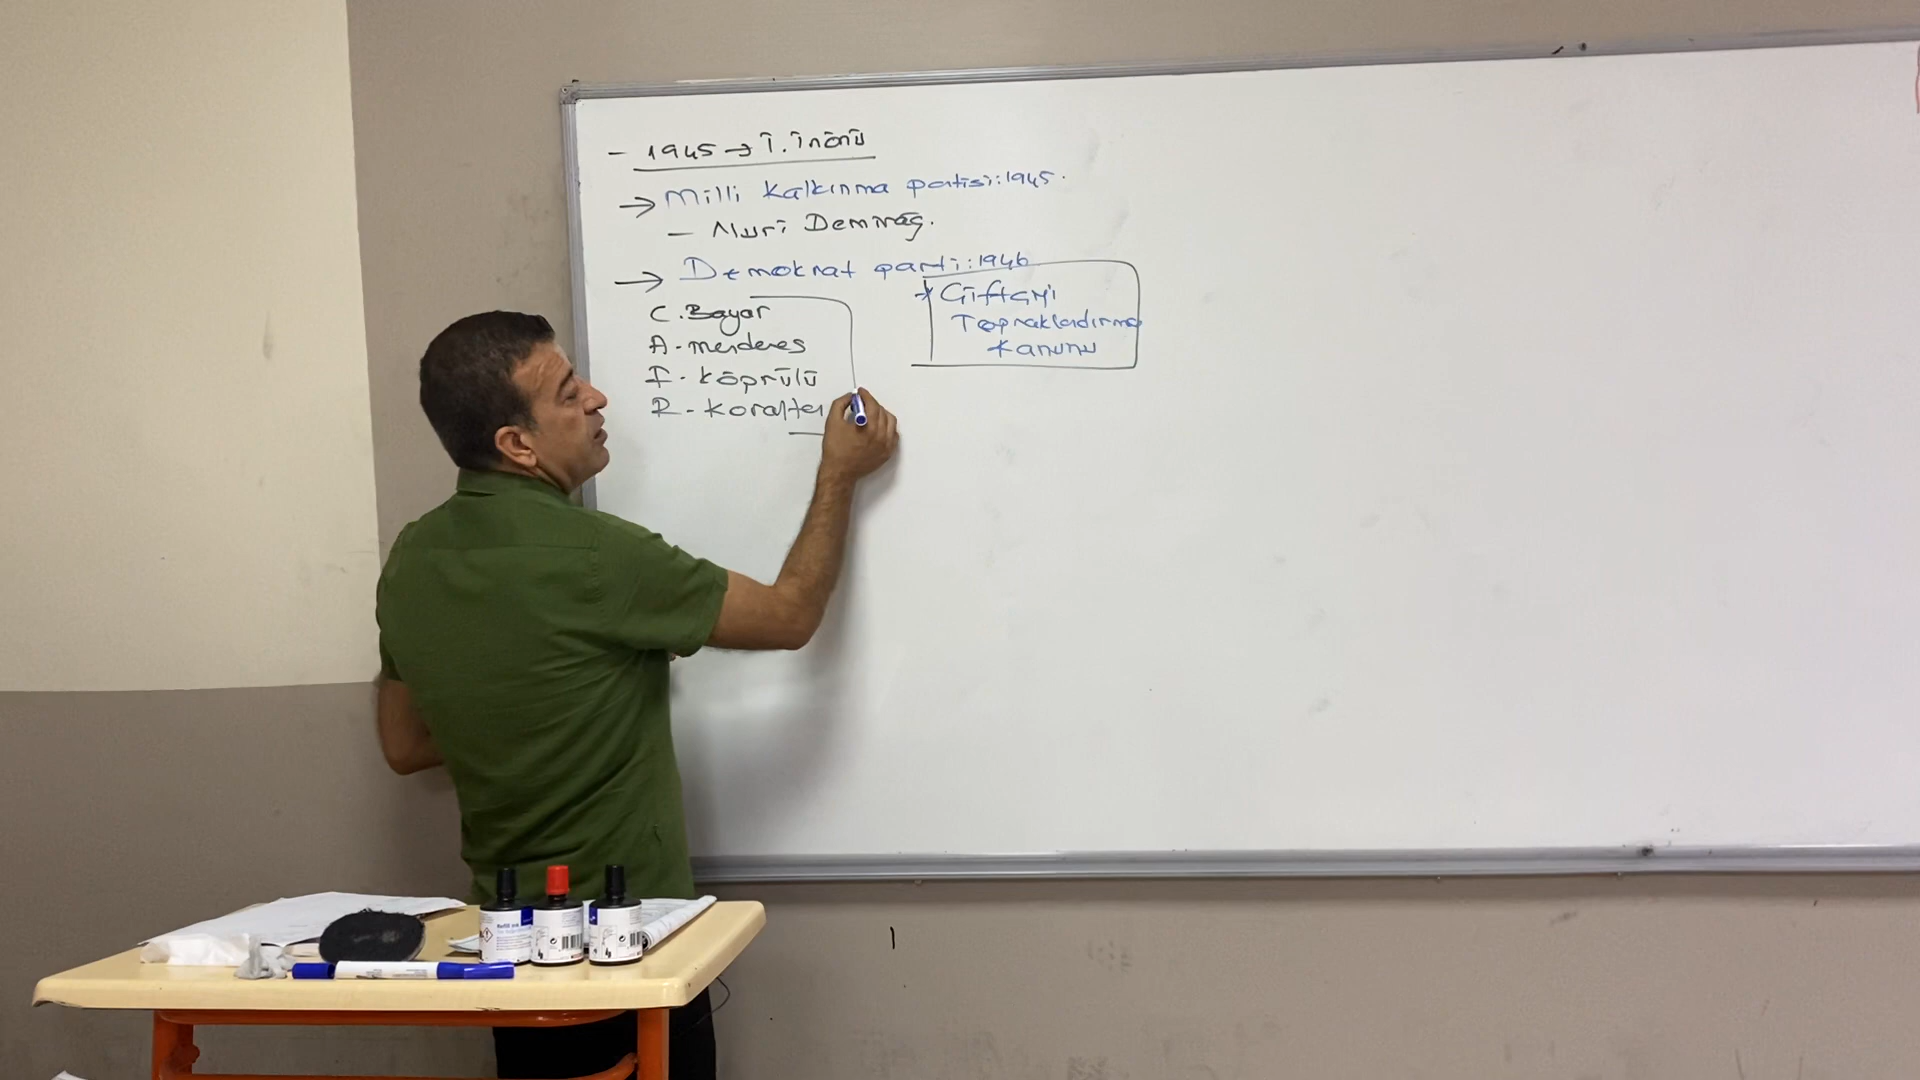 - 1945 → İ. İnönü
→ Milli Kalkınma partisi: 1945.
- Nuri Demirağ.
→ Demokrat parti: 1946
C. Bayar
A. menderes
F. köprülü
R. koraltan
* Çiftçiyi
Topraklandırma
Kanunu